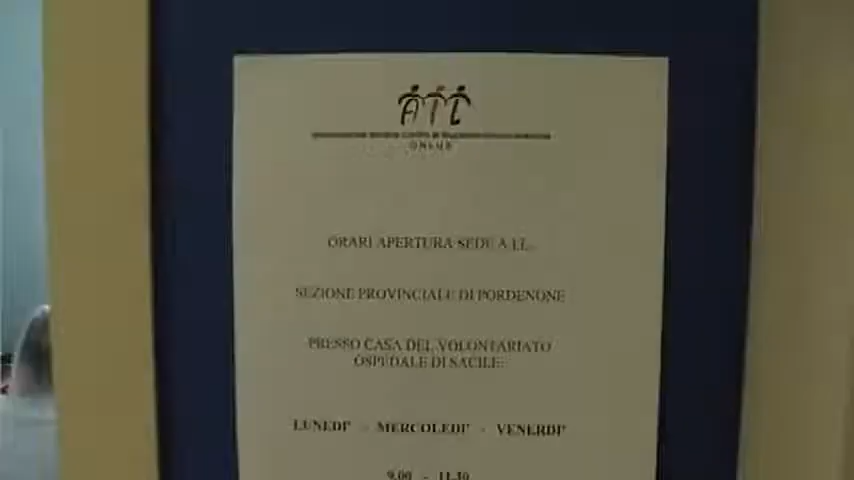 AIL
ONLUS
ORARI APERTURA SEDE A.I.L.
SEZIONE PROVINCIALE DI PORDENONE
PRESSO CASA DEL VOLONTARIATO
OSPEDALE DI SACILE:
LUNEDI' - MERCOLEDI' - VENERDI'
9.00 - 11.30